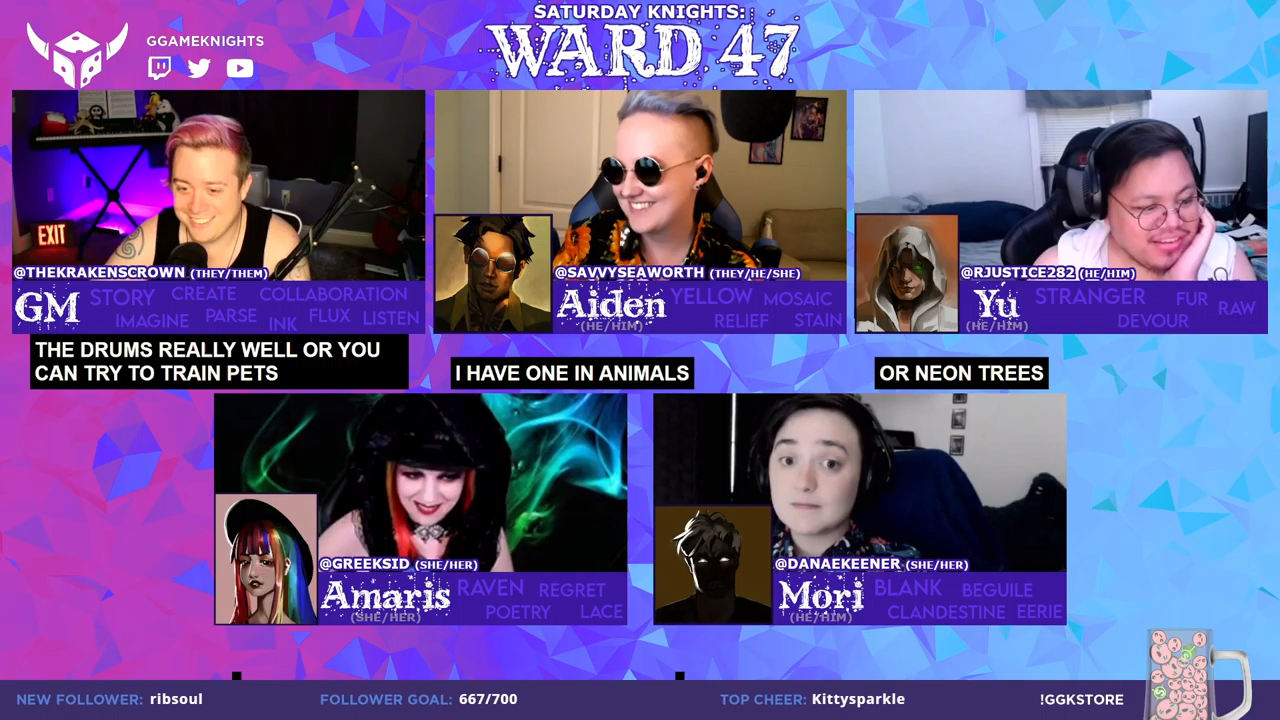 SATURDAY KNIGHTS:
WARD 47
GGAMEKNIGHTS
EXIT
@THEKRAKENSCROWN (THEY/THEM)
GM
STORY CREATE COLLABORATION
IMAGINE PARSE INK FLUX LISTEN
@SAVVYSEAWORTH (THEY/HE/SHE)
Aiden
(HE/HIM)
YELLOW MOSAIC
RELIEF STAIN
@RJUSTICE282 (HE/HIM)
Yu
(HE/HIM)
STRANGER FUR RAW
DEVOUR
THE DRUMS REALLY WELL OR YOU
CAN TRY TO TRAIN PETS
I HAVE ONE IN ANIMALS
OR NEON TREES
@GREEKSID (SHE/HER)
Amaris
(SHE/HER)
RAVEN REGRET
POETRY LACE
@DANAEKEENER (SHE/HER)
Mori
(HE/HIM)
BLANK BEGUILE
CLANDESTINE EERIE
NEW FOLLOWER: ribsoul
FOLLOWER GOAL: 667/700
TOP CHEER: Kittysparkle
!GGKSTORE